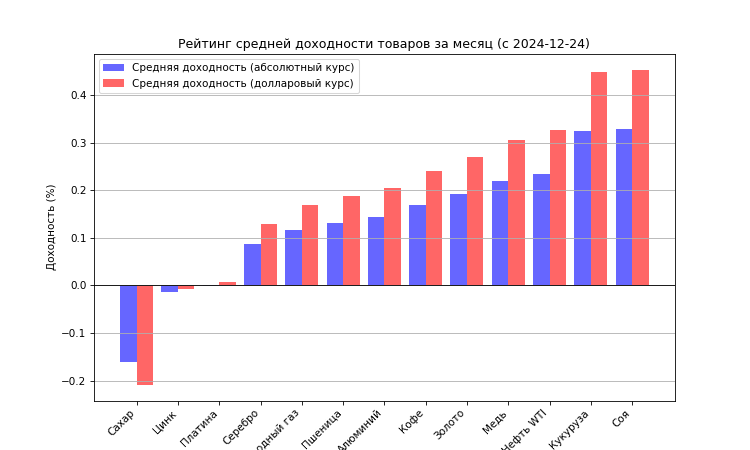 Рейтинг средней доходности товаров за месяц (с 2024-12-24)
Средняя доходность (абсолютный курс)
Средняя доходность (долларовый курс)
Доходность (%)
0.4
0.3
0.2
0.1
0.0
−0.1
−0.2
Сахар
Цинк
Платина
Серебро
газ
Пшеница
Алюминий
Кофе
Золото
Медь
Нефть WTI
Кукуруза
Соя